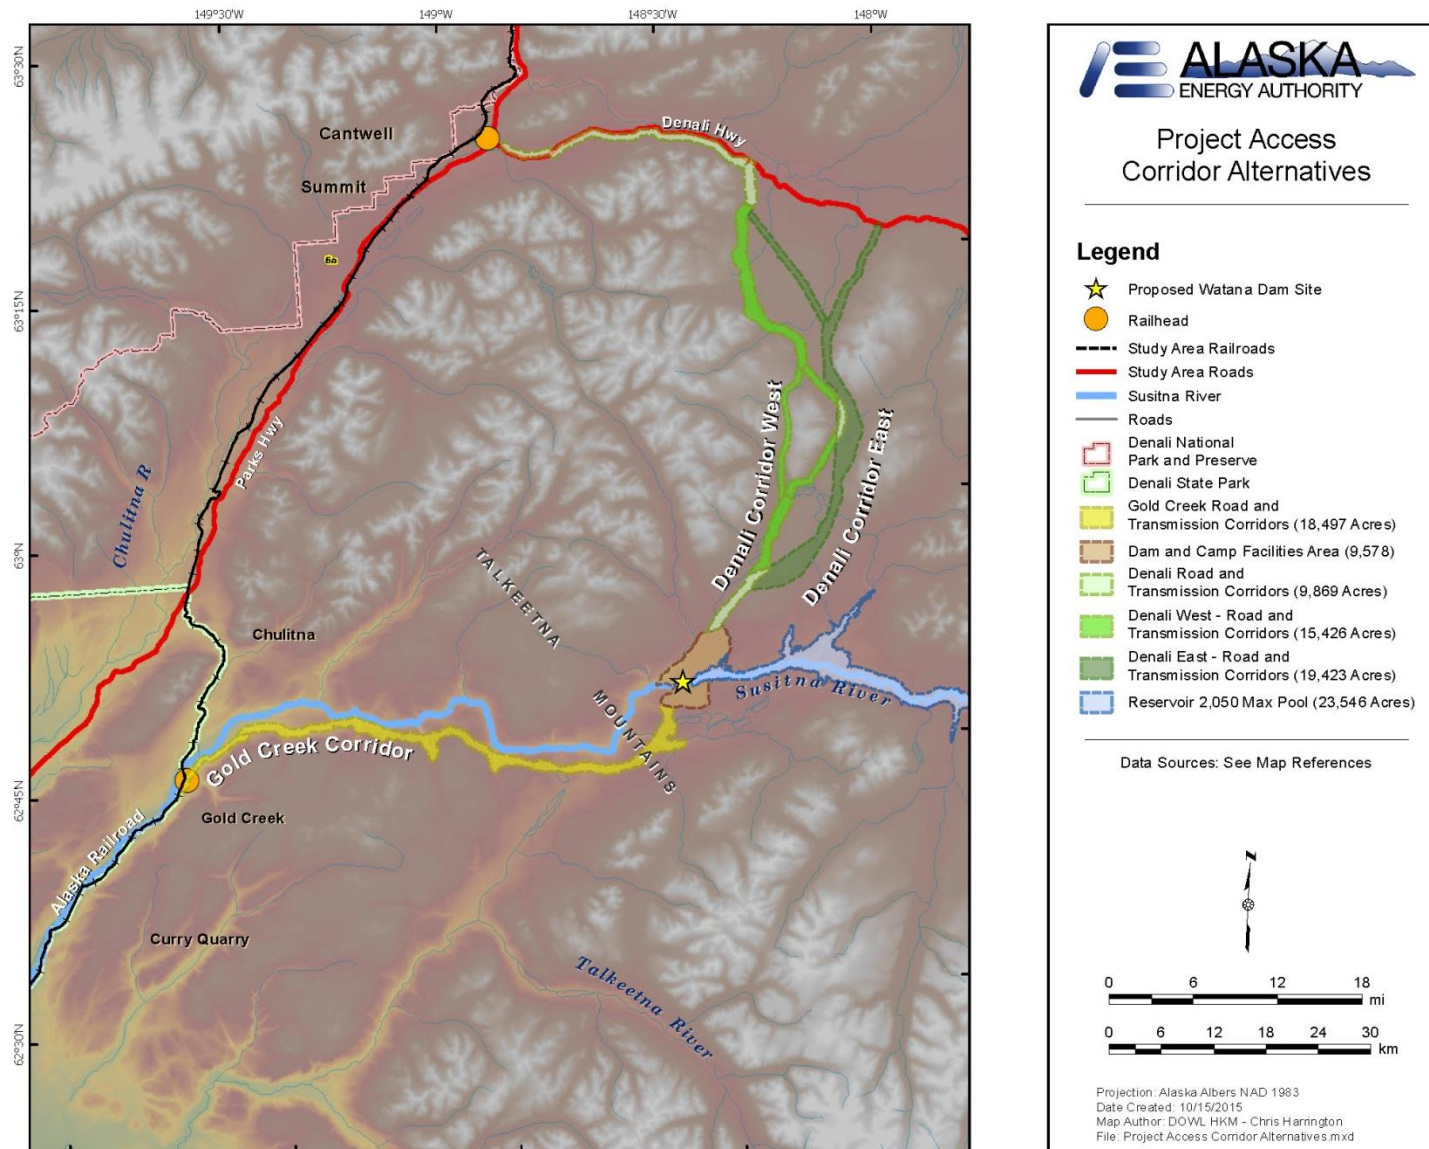 149°30'W
149°W
148°30'W
148°W
63°30'N
63°15'N
63°N
62°45'N
62°30'N
Cantwell
Summit
Denali Hwy
Parks Hwy
Chulitna R
Denali Corridor West
Denali Corridor East
TALKEETNA
MOUNTAINS
Chulitna
Susitna River
Gold Creek Corridor
Gold Creek
Alaska Railroad
Curry Quarry
Talkeetna River
ALASKA
ENERGY AUTHORITY
Project Access
Corridor Alternatives
Legend
Proposed Watana Dam Site
Railhead
Study Area Railroads
Study Area Roads
Susitna River
Roads
Denali National
Park and Preserve
Denali State Park
Gold Creek Road and
Transmission Corridors (18,497 Acres)
Dam and Camp Facilities Area (9,578)
Denali Road and
Transmission Corridors (9,869 Acres)
Denali West - Road and
Transmission Corridors (15,426 Acres)
Denali East - Road and
Transmission Corridors (19,423 Acres)
Reservoir 2,050 Max Pool (23,546 Acres)
Data Sources: See Map References
N
0 6 12 18
mi
0 6 12 18 24 30
km
Projection: Alaska Albers NAD 1983
Date Created: 10/15/2015
Map Author: DOWL HKM - Chris Harrington
File: Project Access Corridor Alternatives.mxd